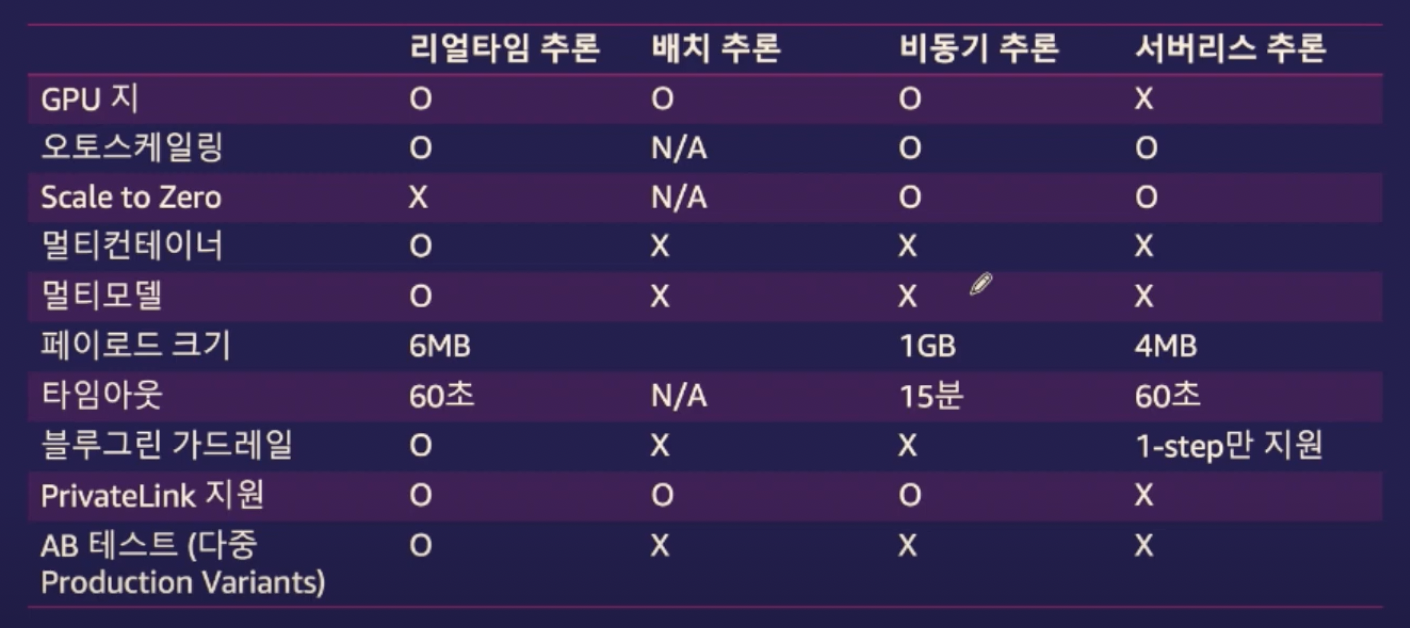 리얼타임 추론 배치 추론 비동기 추론 서버리스 추론
GPU 지 O O O X
오토스케일링 O N/A O O
Scale to Zero X N/A O O
멀티컨테이너 O X X X
멀티모델 O X X X
페이로드 크기 6MB 1GB 4MB
타임아웃 60초 N/A 15분 60초
블루그린 가드레일 O X X 1-step만 지원
PrivateLink 지원 O O O X
AB 테스트 (다중 O X X X
Production Variants)